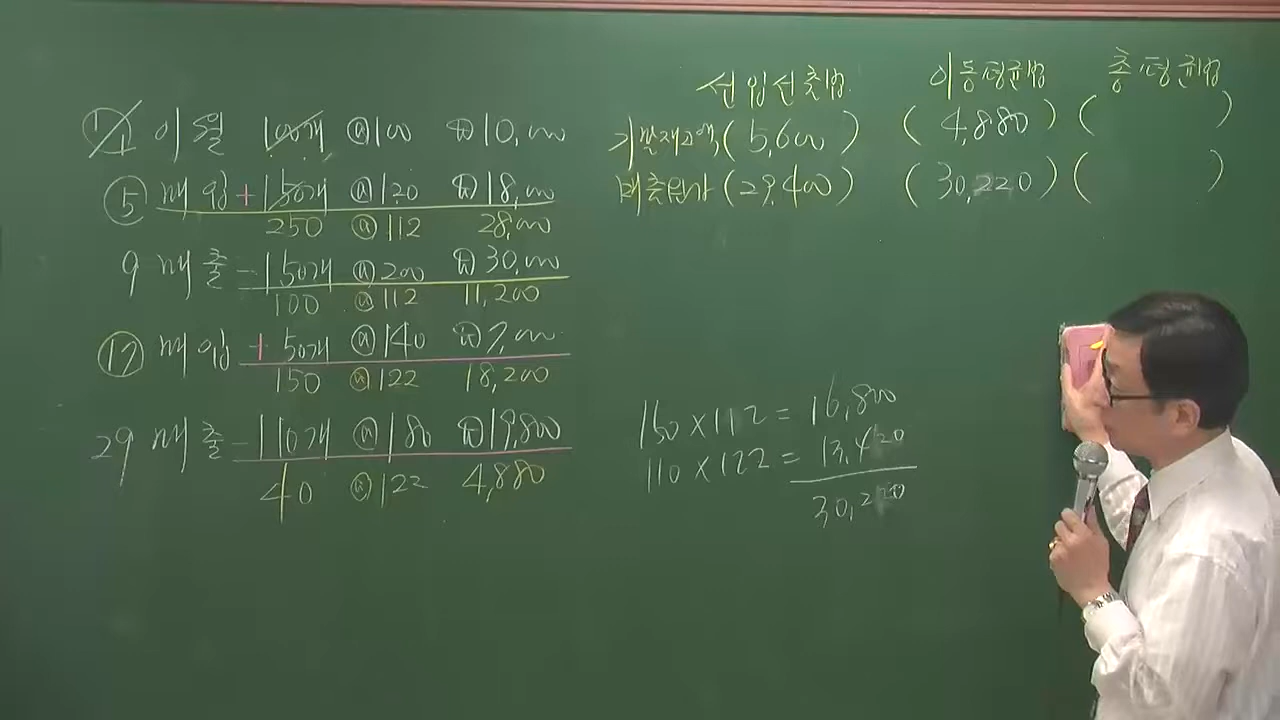 선입선출법 이동평균법 총평균법
기말재고액 (5,600) (4,880) ( )
매출원가 (29,400) (30,220) ( )
1/1 이월 100개 @100 ₩10,000
5 매입 + 150개 @120 ₩18,000
250 @112 28,000
9 매출 - 150개 @200 ₩30,000
100 @112 11,200
17 매입 + 50개 @140 ₩7,000
150 @122 18,200
29 매출 - 110개 @180 ₩19,800
40 @122 4,880
150 × 112 = 16,800
110 × 122 = 13,420
30,220